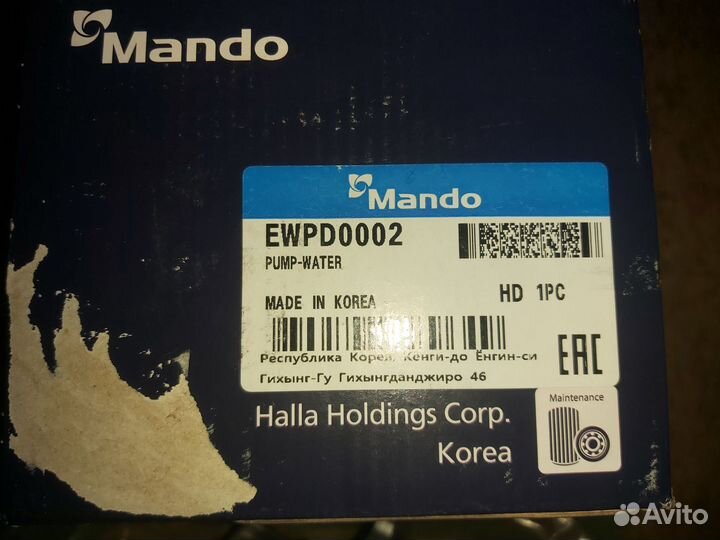 Mando
Mando
EWPD0002
PUMP-WATER
MADE IN KOREA
HD 1PC
Республика Корея, Кенги-до Ёнгин-си
Гихынг-Гу Гихынгданджиро 46
EAC
Halla Holdings Corp.
Korea
Maintenance
Avito